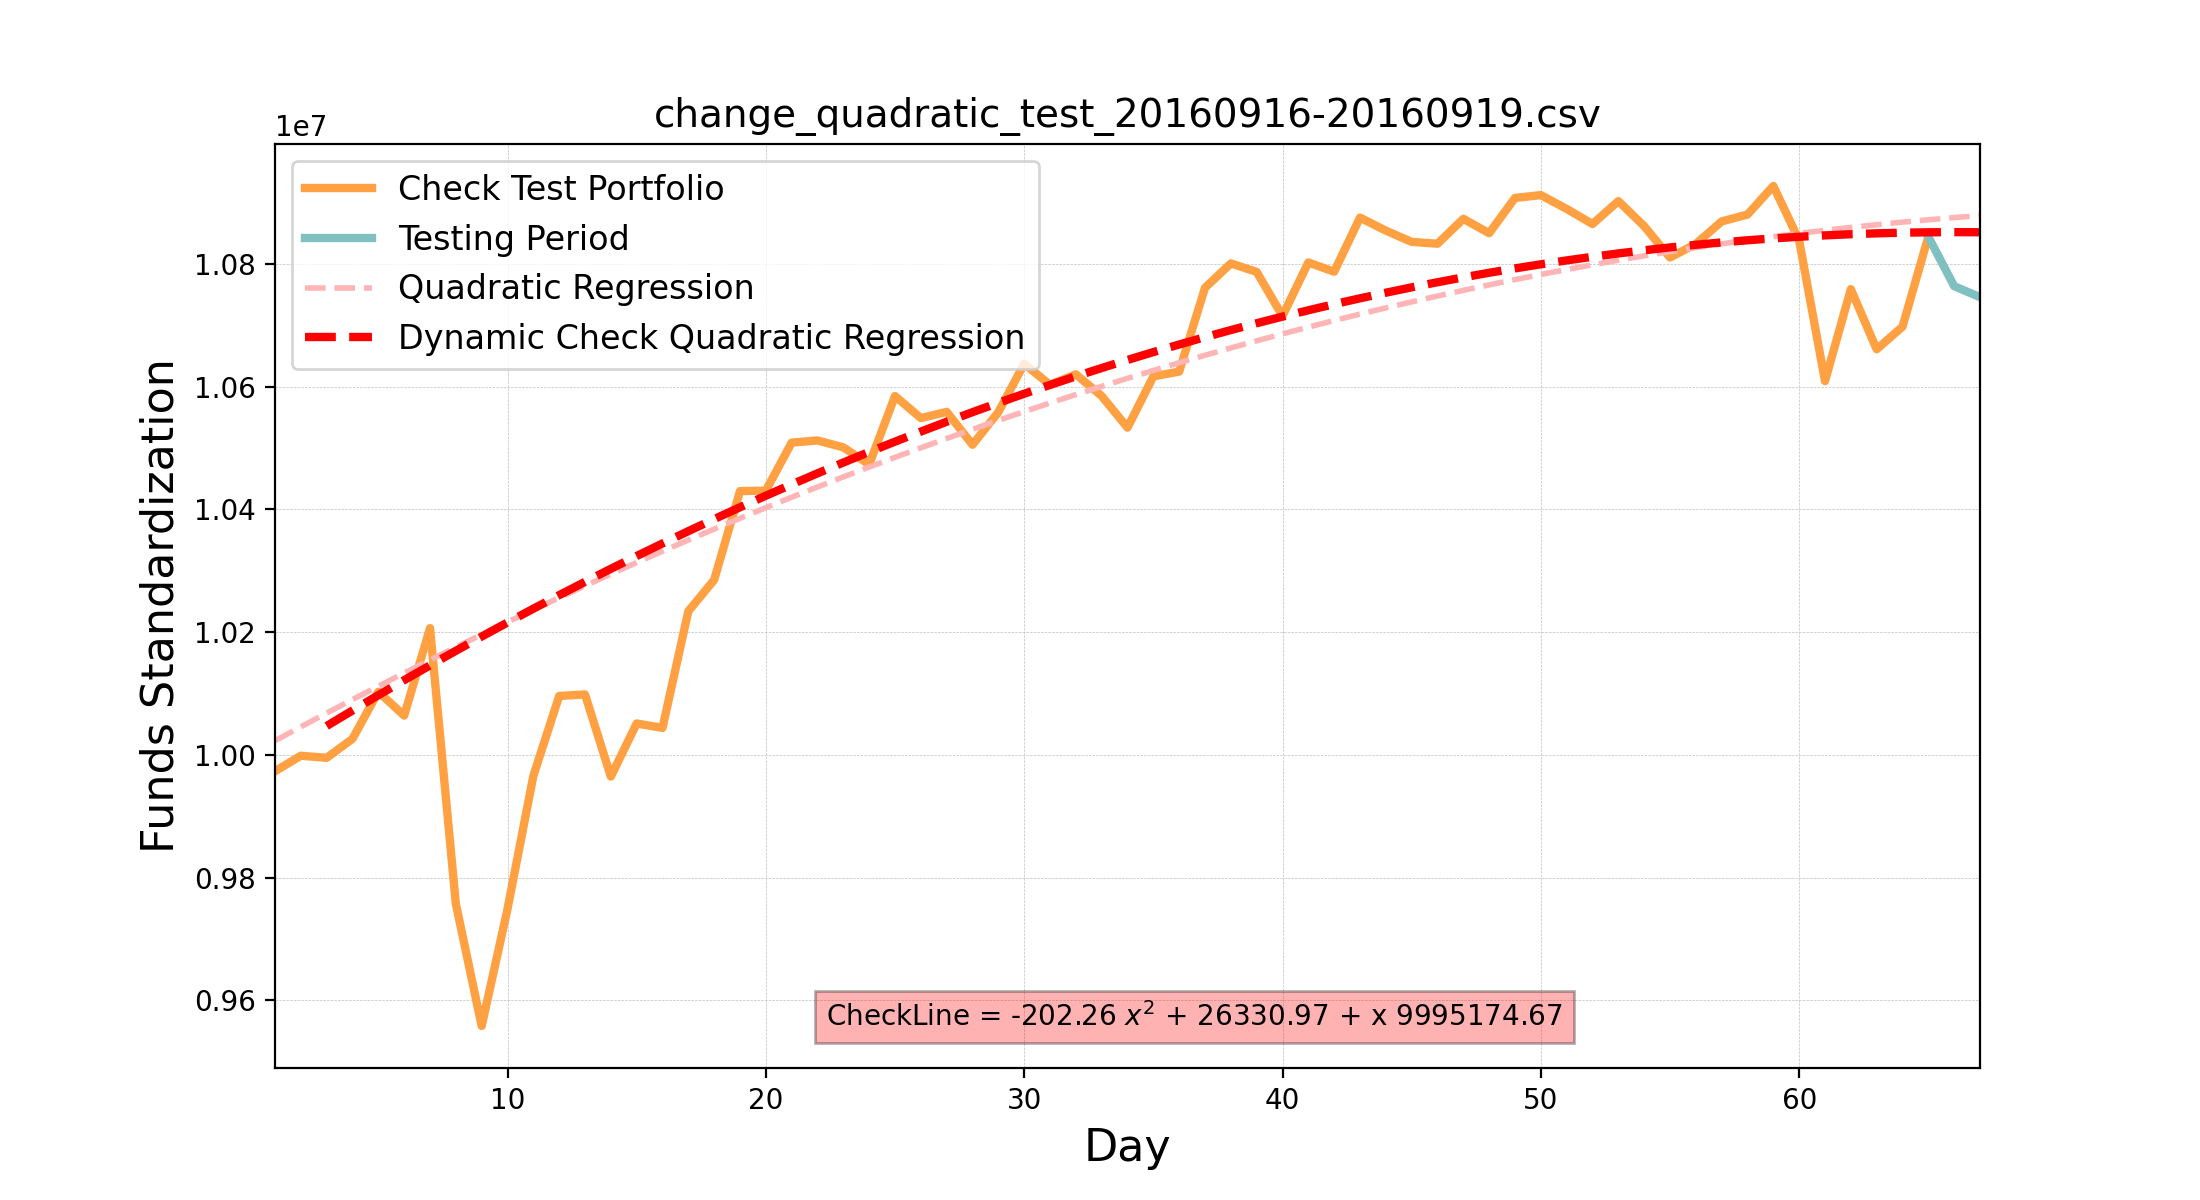 change_quadratic_test_20160916-20160919.csv
1e7
Check Test Portfolio
Testing Period
Quadratic Regression
Dynamic Check Quadratic Regression
1.08
1.06
1.04
1.02
1.00
0.98
0.96
Funds Standardization
CheckLine = -202.26 x² + 26330.97 + x 9995174.67
10 20 30 40 50 60
Day